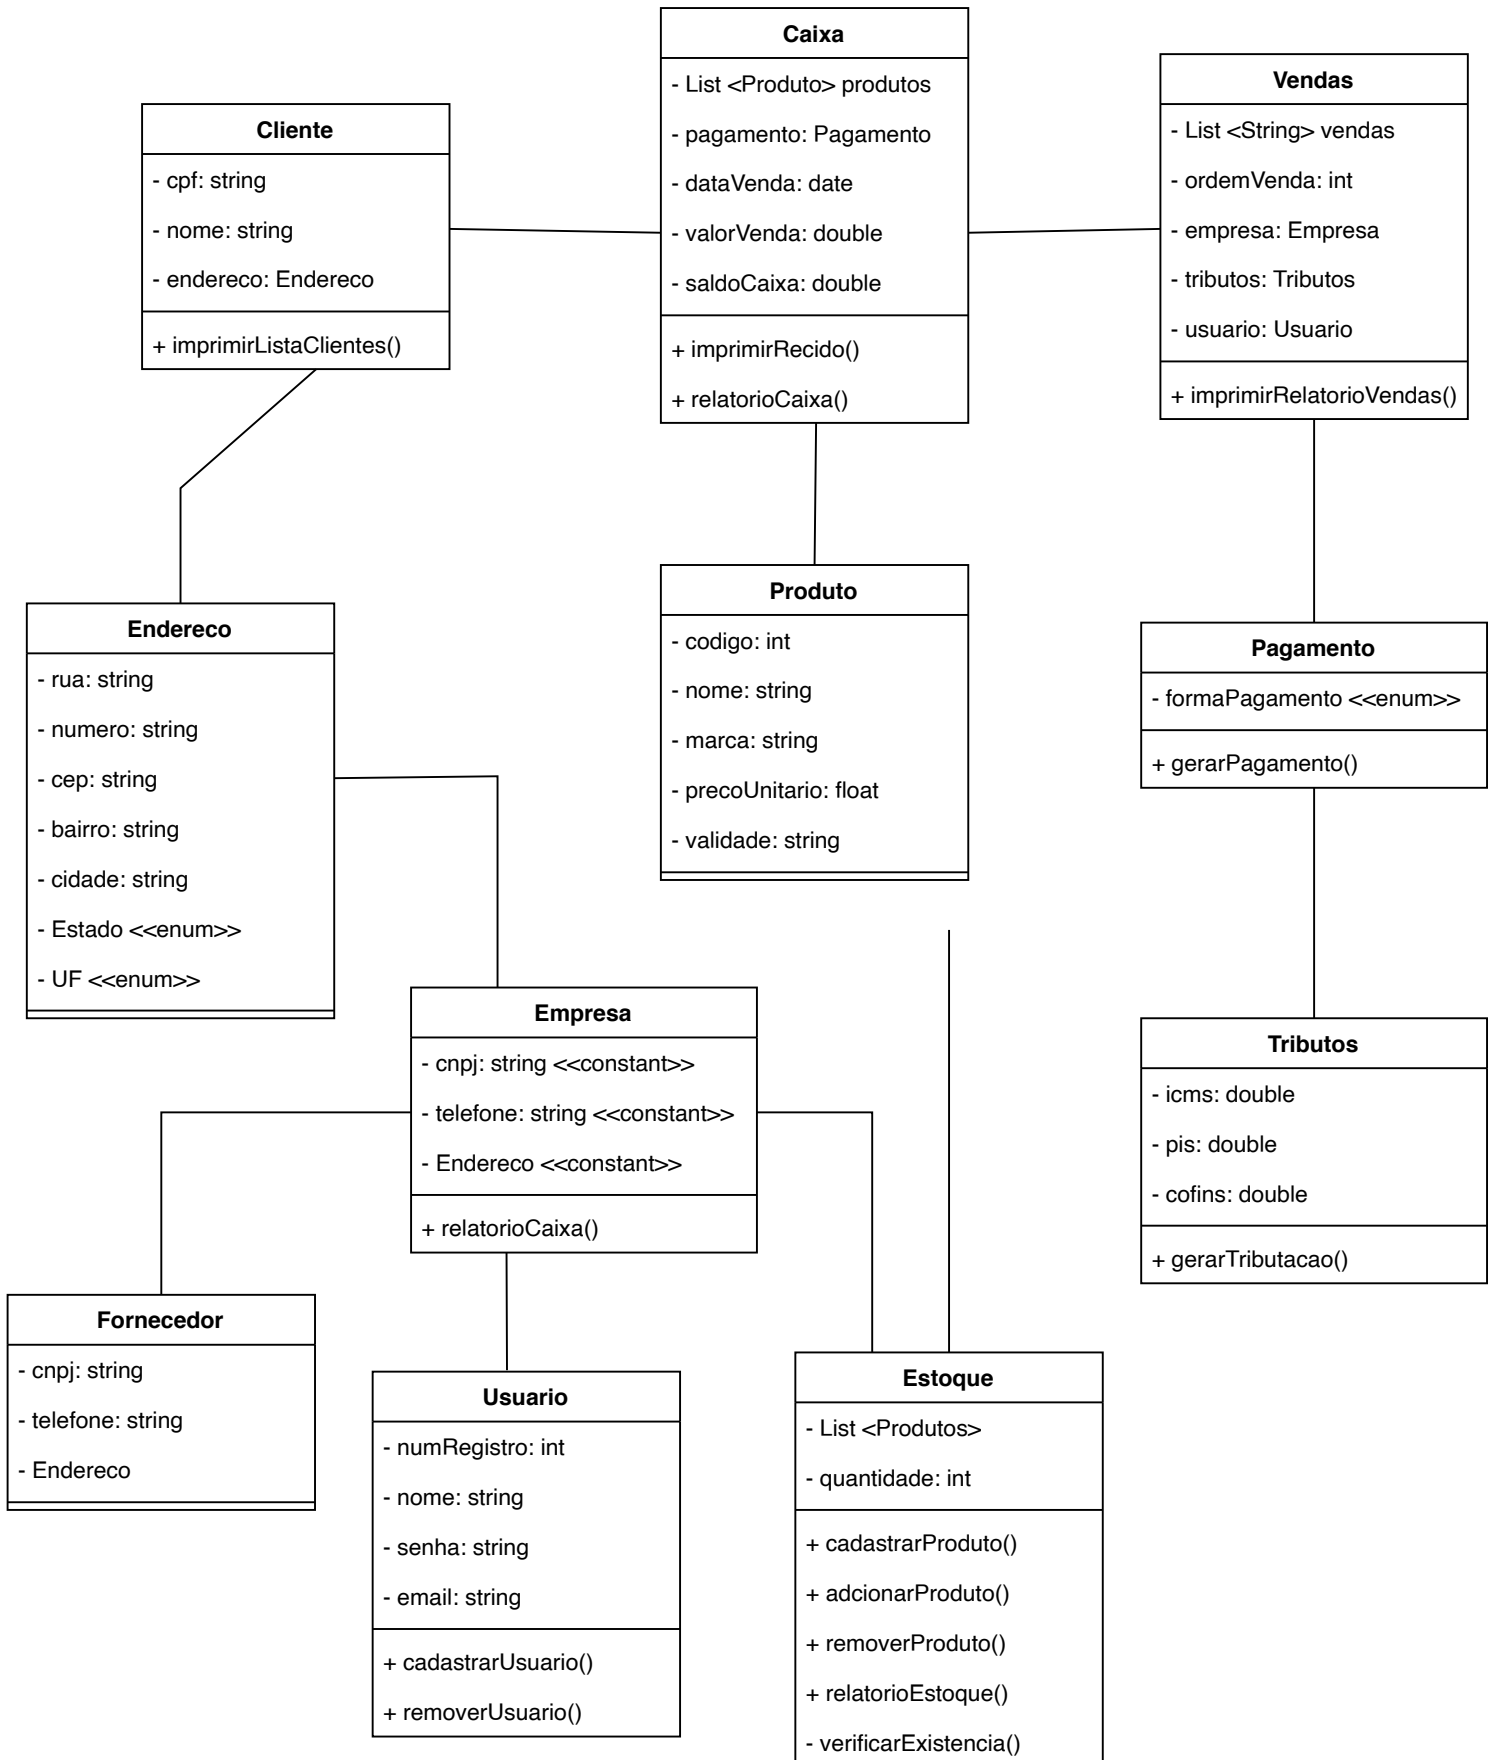 Caixa
- List <Produto> produtos
- pagamento: Pagamento
- dataVenda: date
- valorVenda: double
- saldoCaixa: double
+ imprimirRecido()
+ relatorioCaixa()
Vendas
- List <String> vendas
- ordemVenda: int
- empresa: Empresa
- tributos: Tributos
- usuario: Usuario
+ imprimirRelatorioVendas()
Cliente
- cpf: string
- nome: string
- endereco: Endereco
+ imprimirListaClientes()
Endereco
- rua: string
- numero: string
- cep: string
- bairro: string
- cidade: string
- Estado <<enum>>
- UF <<enum>>
Produto
- codigo: int
- nome: string
- marca: string
- precoUnitario: float
- validade: string
Pagamento
- formaPagamento <<enum>>
+ gerarPagamento()
Empresa
- cnpj: string <<constant>>
- telefone: string <<constant>>
- Endereco <<constant>>
+ relatorioCaixa()
Tributos
- icms: double
- pis: double
- cofins: double
+ gerarTributacao()
Fornecedor
- cnpj: string
- telefone: string
- Endereco
Usuario
- numRegistro: int
- nome: string
- senha: string
- email: string
+ cadastrarUsuario()
+ removerUsuario()
Estoque
- List <Produtos>
- quantidade: int
+ cadastrarProduto()
+ adcionarProduto()
+ removerProduto()
+ relatorioEstoque()
- verificarExistencia()